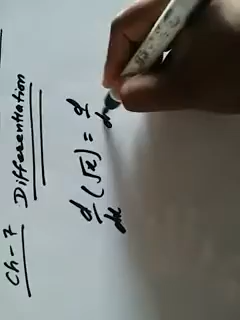 Ch-7 Differentiation
d/dx (√x) = d/dx